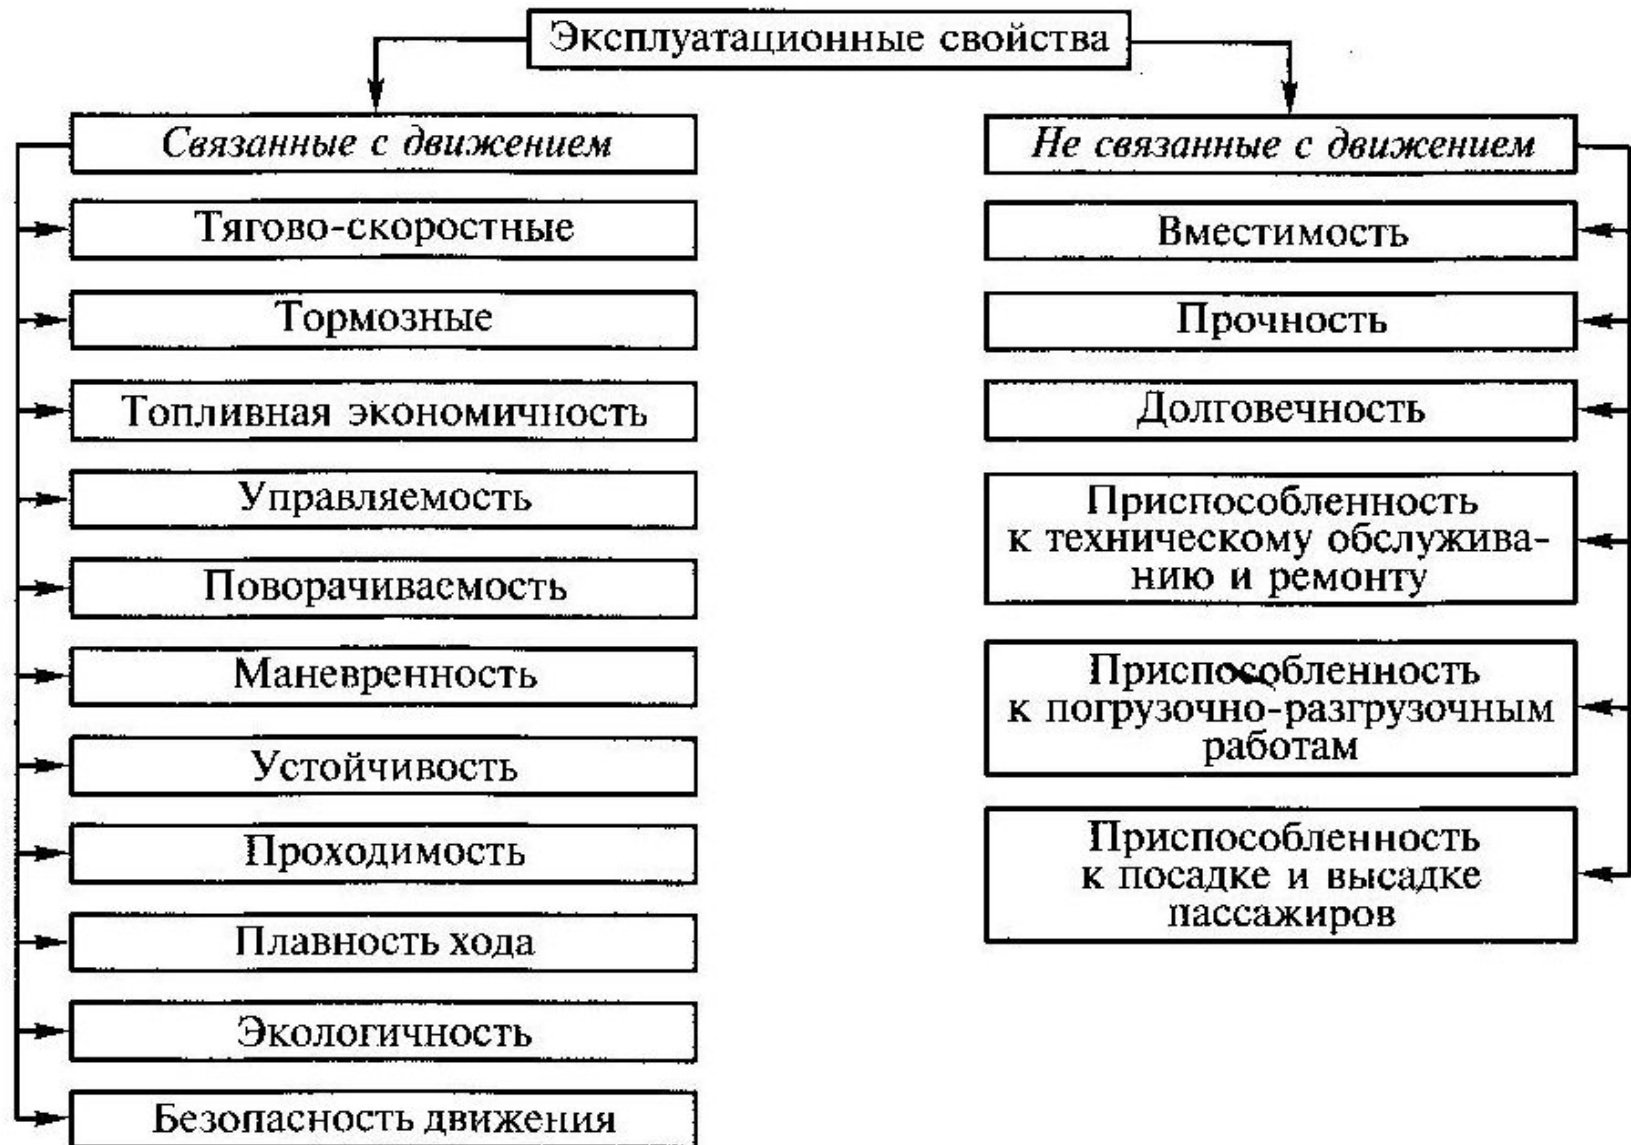 Эксплуатационные свойства
Связанные с движением
Тягово-скоростные
Тормозные
Топливная экономичность
Управляемость
Поворачиваемость
Маневренность
Устойчивость
Проходимость
Плавность хода
Экологичность
Безопасность движения
Не связанные с движением
Вместимость
Прочность
Долговечность
Приспособленность
к техническому обслужива-
нию и ремонту
Приспособленность
к погрузочно-разгрузочным
работам
Приспособленность
к посадке и высадке
пассажиров